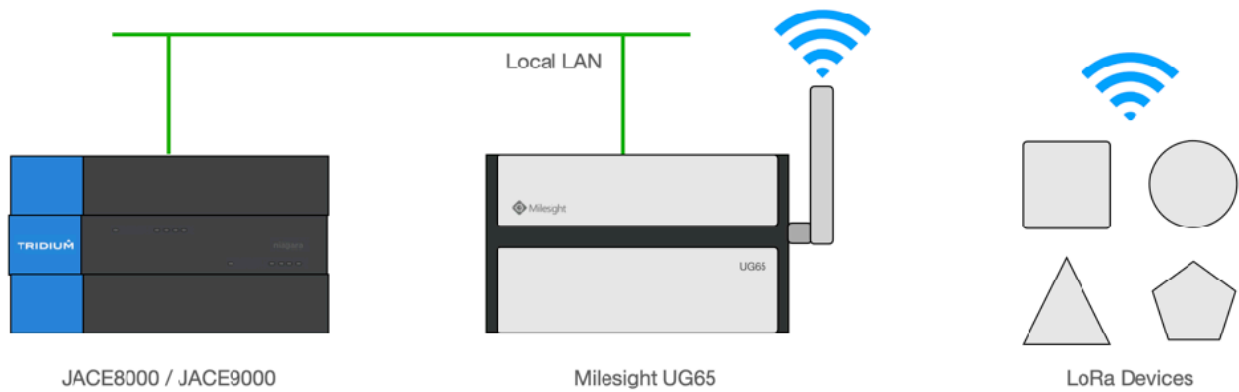 Local LAN
TRIDIUM
Milesight
UG65
JACE8000 / JACE9000
Milesight UG65
LoRa Devices